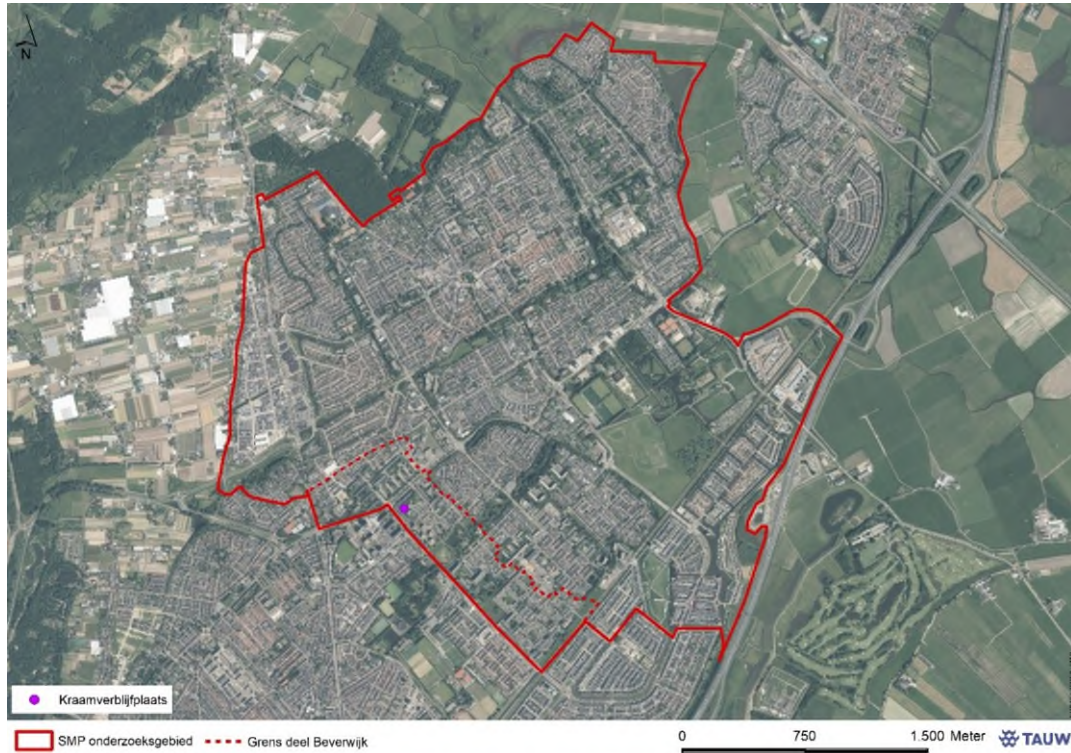 N
Kraamverblijfplaats
SMP onderzoeksgebied
Grens deel Beverwijk
0 750 1.500 Meter
TAUW